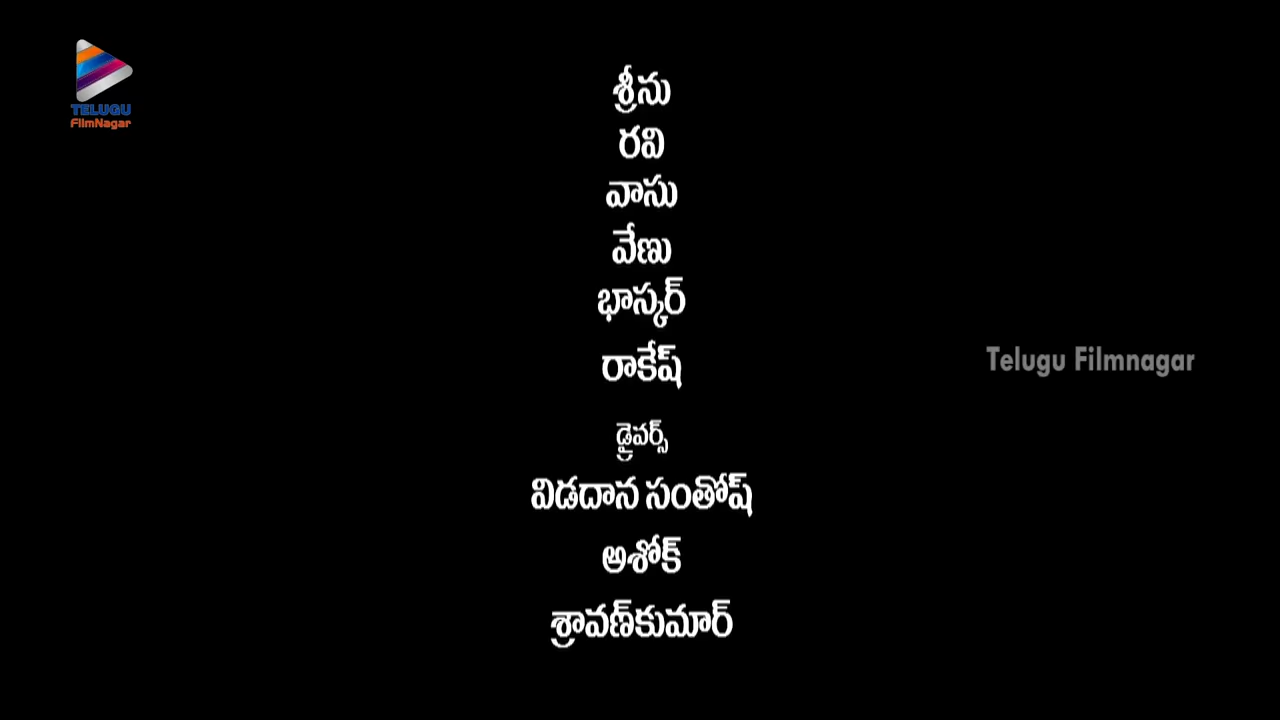 TELUGU
FilmNagar
శ్రీను
రవి
వాసు
వేణు
భాస్కర్
రాకేష్
Telugu Filmnagar
డ్రైవర్స్
విడదాన సంతోష్
అశోక్
శ్రావణ్‌కుమార్